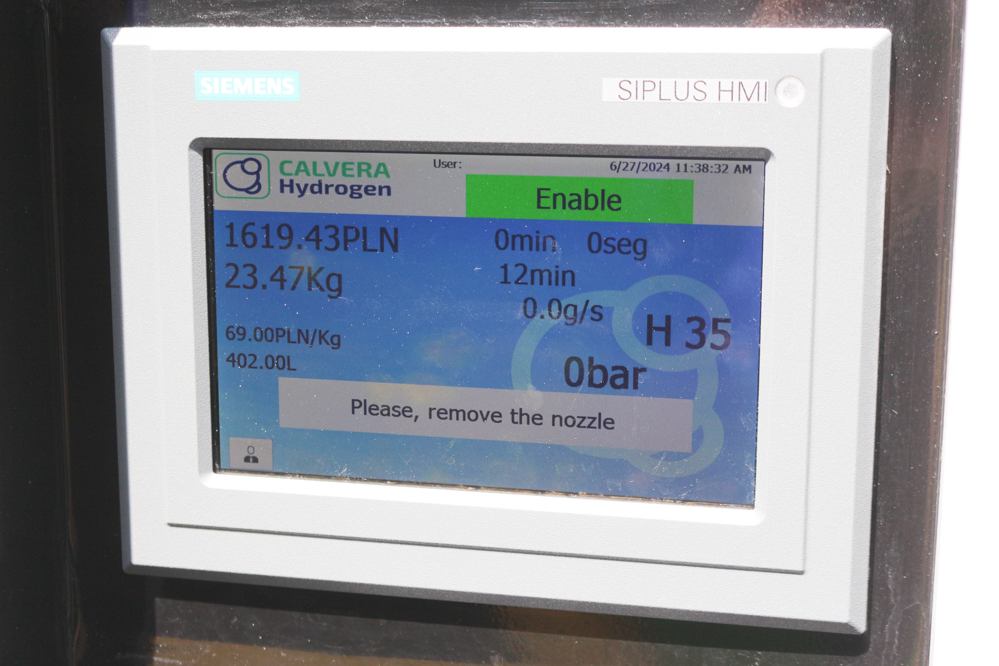 SIEMENS
SIPLUS HMI
CALVERA
Hydrogen
User:
6/27/2024 11:38:32 AM
Enable
1619.43PLN
0min 0seg
23.47Kg
12min
0.0g/s
69.00PLN/Kg
H 35
402.00L
0bar
Please, remove the nozzle